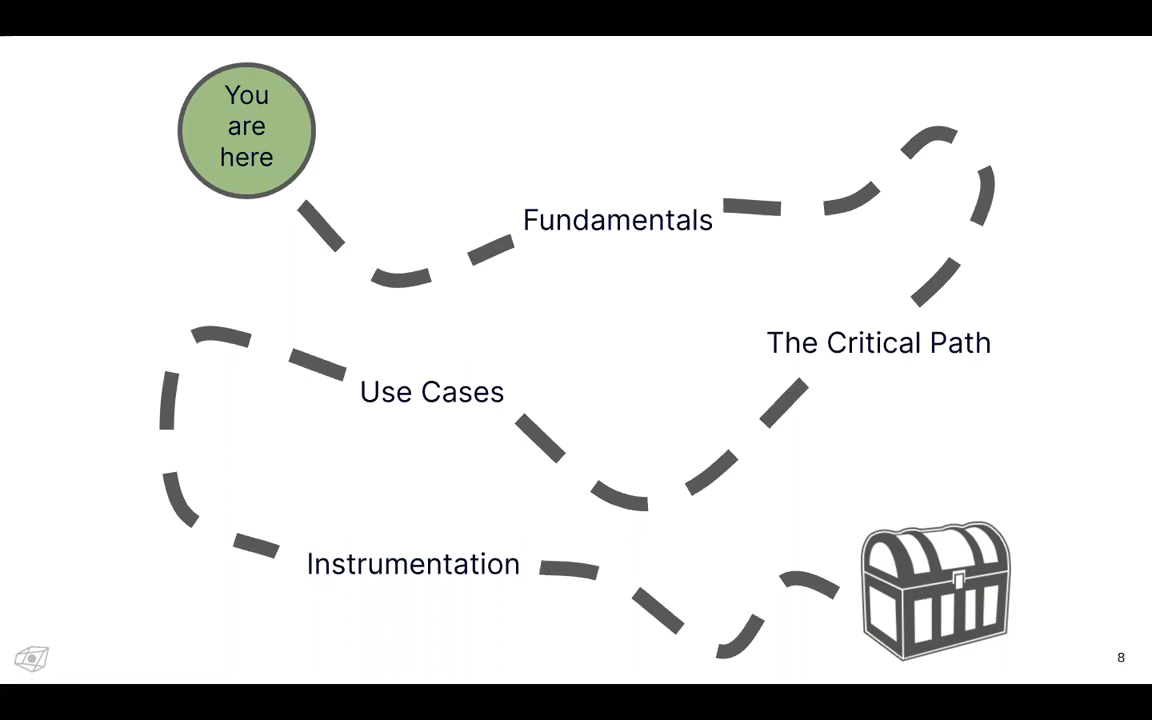 You
are
here
Fundamentals
The Critical Path
Use Cases
Instrumentation
8